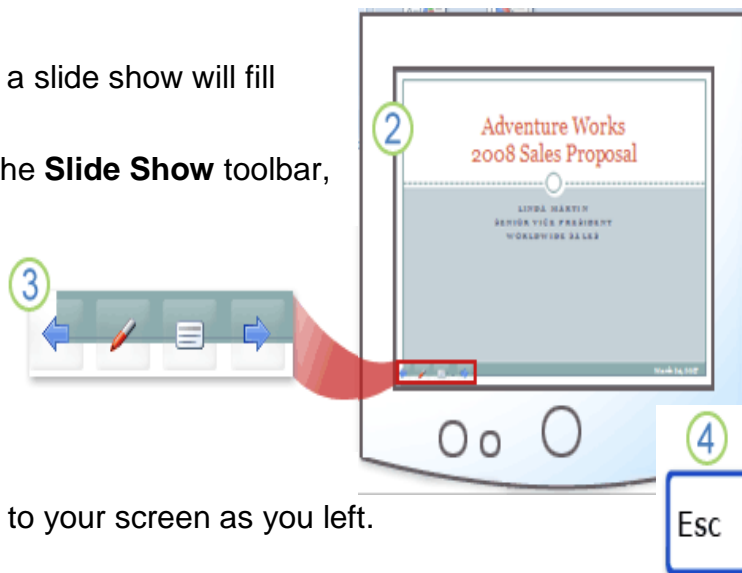 a slide show will fill
2
Adventure Works
2008 Sales Proposal
he Slide Show toolbar,
LINDA MARTIN
SENIOR VICE PRESIDENT
WORLDWIDE SALES
3
4
to your screen as you left.
Esc